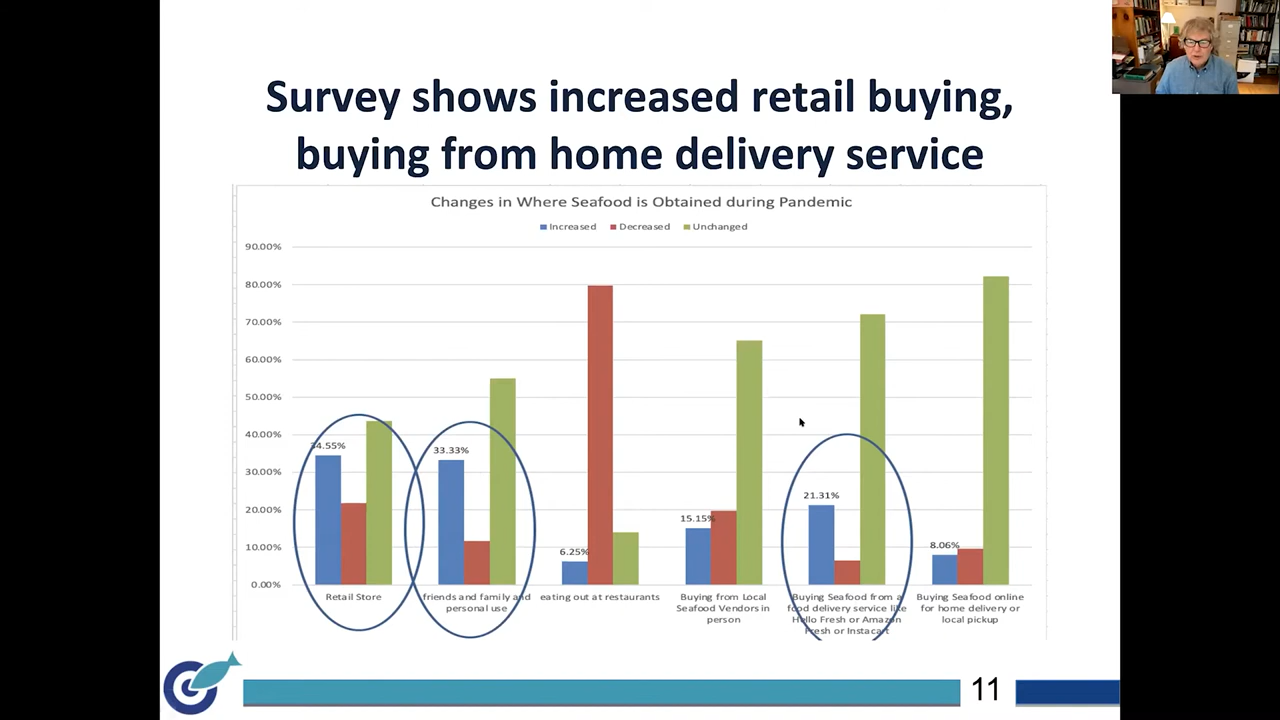 Survey shows increased retail buying,
buying from home delivery service
Changes in Where Seafood is Obtained during Pandemic
Increased Decreased Unchanged
90.00%
80.00%
70.00%
60.00%
50.00%
40.00%
30.00%
20.00%
10.00%
0.00%
34.55%
33.33%
6.25%
15.15%
21.31%
8.06%
Retail Store
friends and family and
personal use
eating out at restaurants
Buying from Local
Seafood Vendors in
person
Buying Seafood from a
food delivery service like
Hello Fresh or Amazon
Fresh or Instacart
Buying Seafood online
for home delivery or
local pickup
11